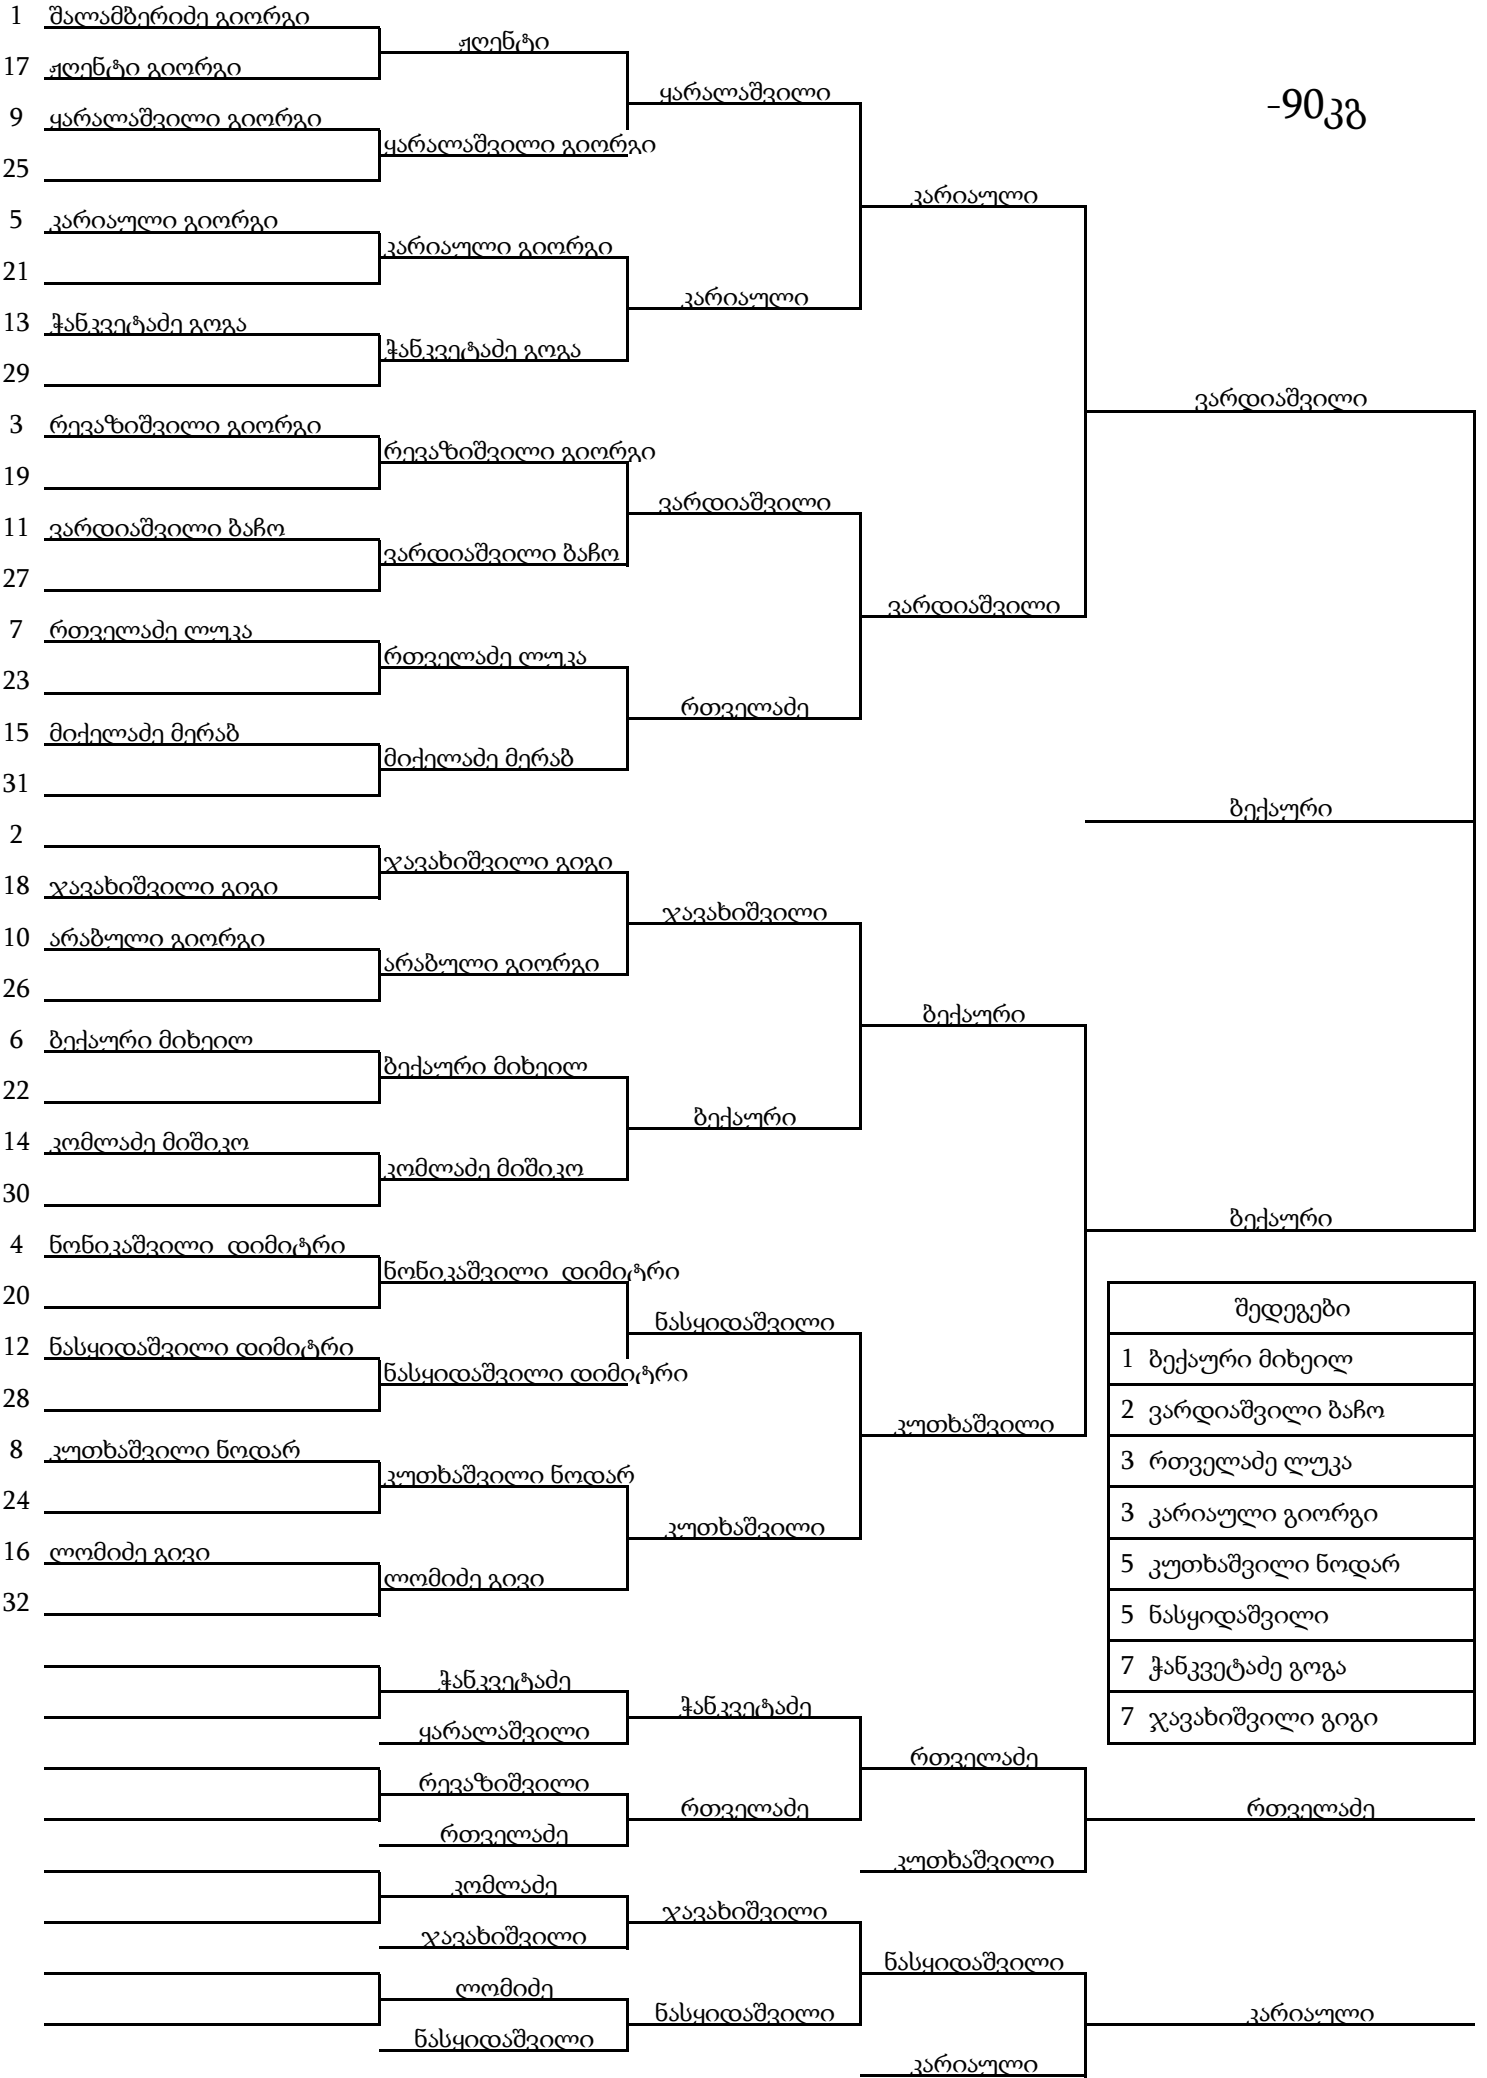 1 შალამბერიძე გიორგი
ჟღენტი
17 ჟღენტი გიორგი
ყარალაშვილი
-90კგ
9 ყარალაშვილი გიორგი
ყარალაშვილი გიორგი
25
კარიაული
5 კარიაული გიორგი
კარიაული გიორგი
21
კარიაული
13 ჭანკვეტაძე გოგა
ჭანკვეტაძე გოგა
29
ვარდიაშვილი
3 რევაზიშვილი გიორგი
რევაზიშვილი გიორგი
19
ვარდიაშვილი
11 ვარდიაშვილი ბაჩო
ვარდიაშვილი ბაჩო
27
ვარდიაშვილი
7 რთველაძე ლუკა
რთველაძე ლუკა
23
რთველაძე
15 მიქელაძე მერაბ
მიქელაძე მერაბ
31
ბექაური
2
ჯავახიშვილი გიგი
18 ჯავახიშვილი გიგი
ჯავახიშვილი
10 არაბული გიორგი
არაბული გიორგი
26
ბექაური
6 ბექაური მიხეილ
ბექაური მიხეილ
22
ბექაური
14 კომლაძე მიშიკო
კომლაძე მიშიკო
30
ბექაური
4 ნონიკაშვილი დიმიტრი
ნონიკაშვილი დიმიტრი
20
ნასყიდაშვილი
12 ნასყიდაშვილი დიმიტრი
ნასყიდაშვილი დიმიტრი
28
კუთხაშვილი
8 კუთხაშვილი ნოდარ
კუთხაშვილი ნოდარ
24
კუთხაშვილი
16 ლომიძე გივი
ლომიძე გივი
32
შედეგები
1 ბექაური მიხეილ
2 ვარდიაშვილი ბაჩო
3 რთველაძე ლუკა
3 კარიაული გიორგი
5 კუთხაშვილი ნოდარ
5 ნასყიდაშვილი
7 ჭანკვეტაძე გოგა
7 ჯავახიშვილი გიგი
ჭანკვეტაძე
ჭანკვეტაძე
ყარალაშვილი
რთველაძე
რევაზიშვილი
რთველაძე
რთველაძე
რთველაძე
კუთხაშვილი
კომლაძე
ჯავახიშვილი
ჯავახიშვილი
ნასყიდაშვილი
ლომიძე
ნასყიდაშვილი
კარიაული
ნასყიდაშვილი
კარიაული